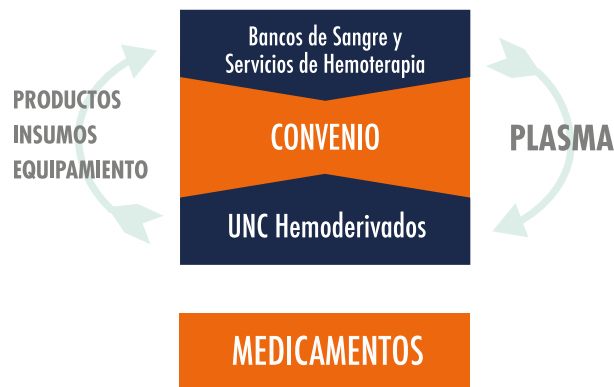 Bancos de Sangre y
Servicios de Hemoterapia
PRODUCTOS
INSUMOS
EQUIPAMIENTO
CONVENIO
PLASMA
UNC Hemoderivados
MEDICAMENTOS